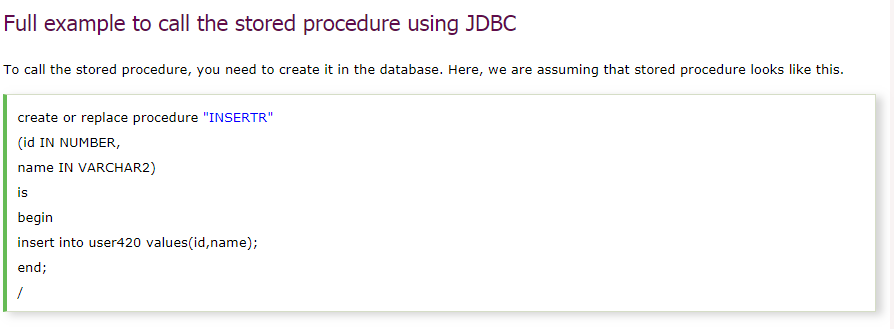 Full example to call the stored procedure using JDBC
To call the stored procedure, you need to create it in the database. Here, we are assuming that stored procedure looks like this.
create or replace procedure "INSERTR"
(id IN NUMBER,
name IN VARCHAR2)
is
begin
insert into user420 values(id,name);
end;
/